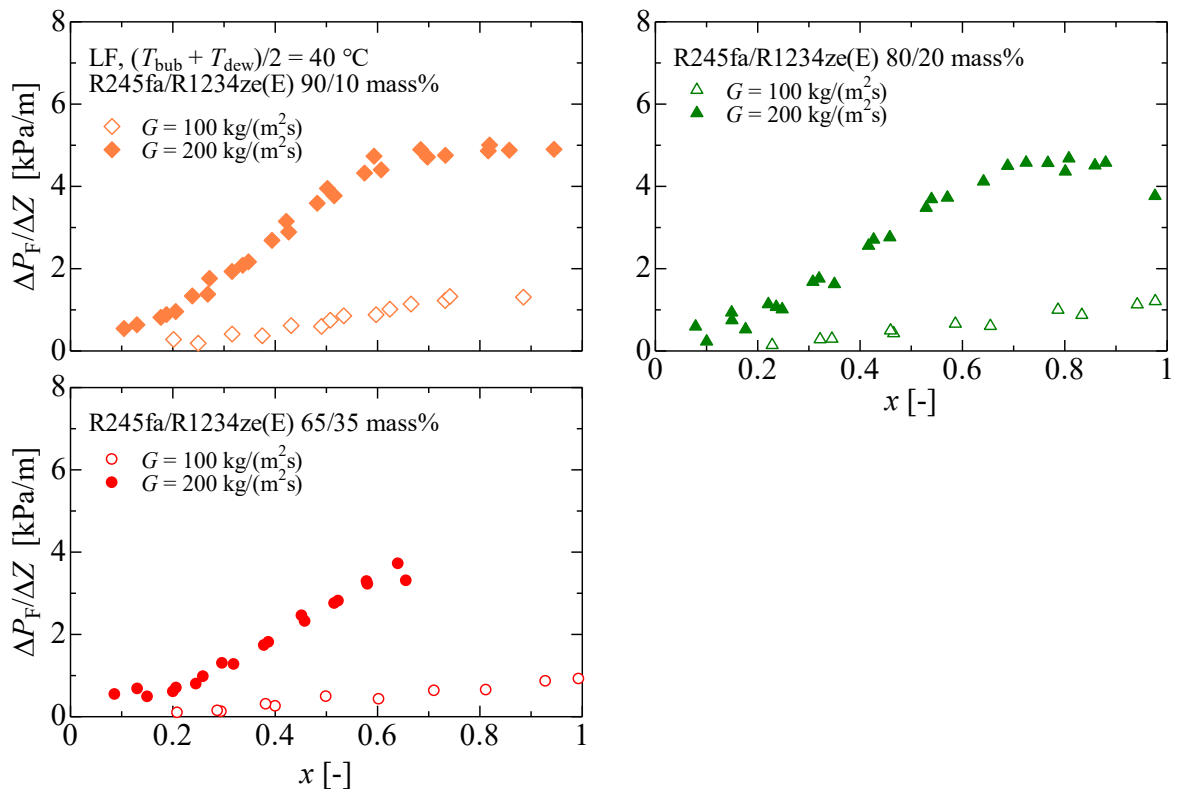 8
6
4
2
0
ΔP_F/ΔZ [kPa/m]
LF, (T_bub + T_dew)/2 = 40 °C
R245fa/R1234ze(E) 90/10 mass%
G = 100 kg/(m²s)
G = 200 kg/(m²s)
8
6
4
2
0
R245fa/R1234ze(E) 80/20 mass%
G = 100 kg/(m²s)
G = 200 kg/(m²s)
0 0.2 0.4 0.6 0.8 1
x [-]
8
6
4
2
0
ΔP_F/ΔZ [kPa/m]
R245fa/R1234ze(E) 65/35 mass%
G = 100 kg/(m²s)
G = 200 kg/(m²s)
0 0.2 0.4 0.6 0.8 1
x [-]